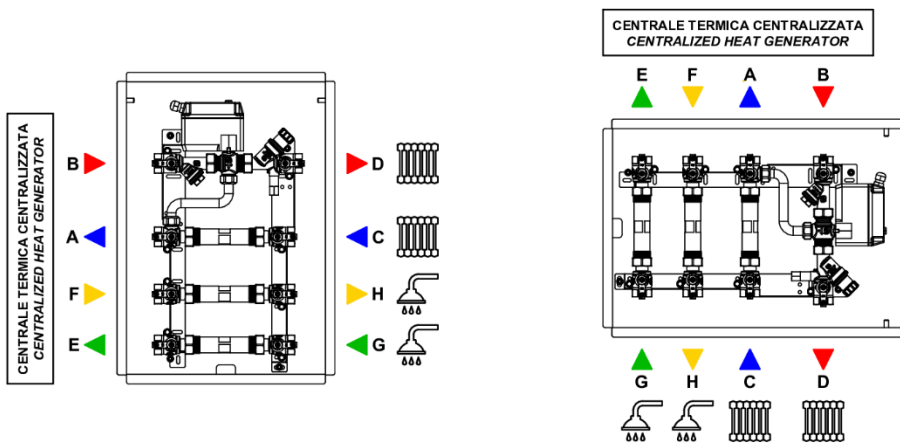 CENTRALE TERMICA CENTRALIZZATA
CENTRALIZED HEAT GENERATOR
B D
A C
F H
E G
CENTRALE TERMICA CENTRALIZZATA
CENTRALIZED HEAT GENERATOR
E F A B
G H C D